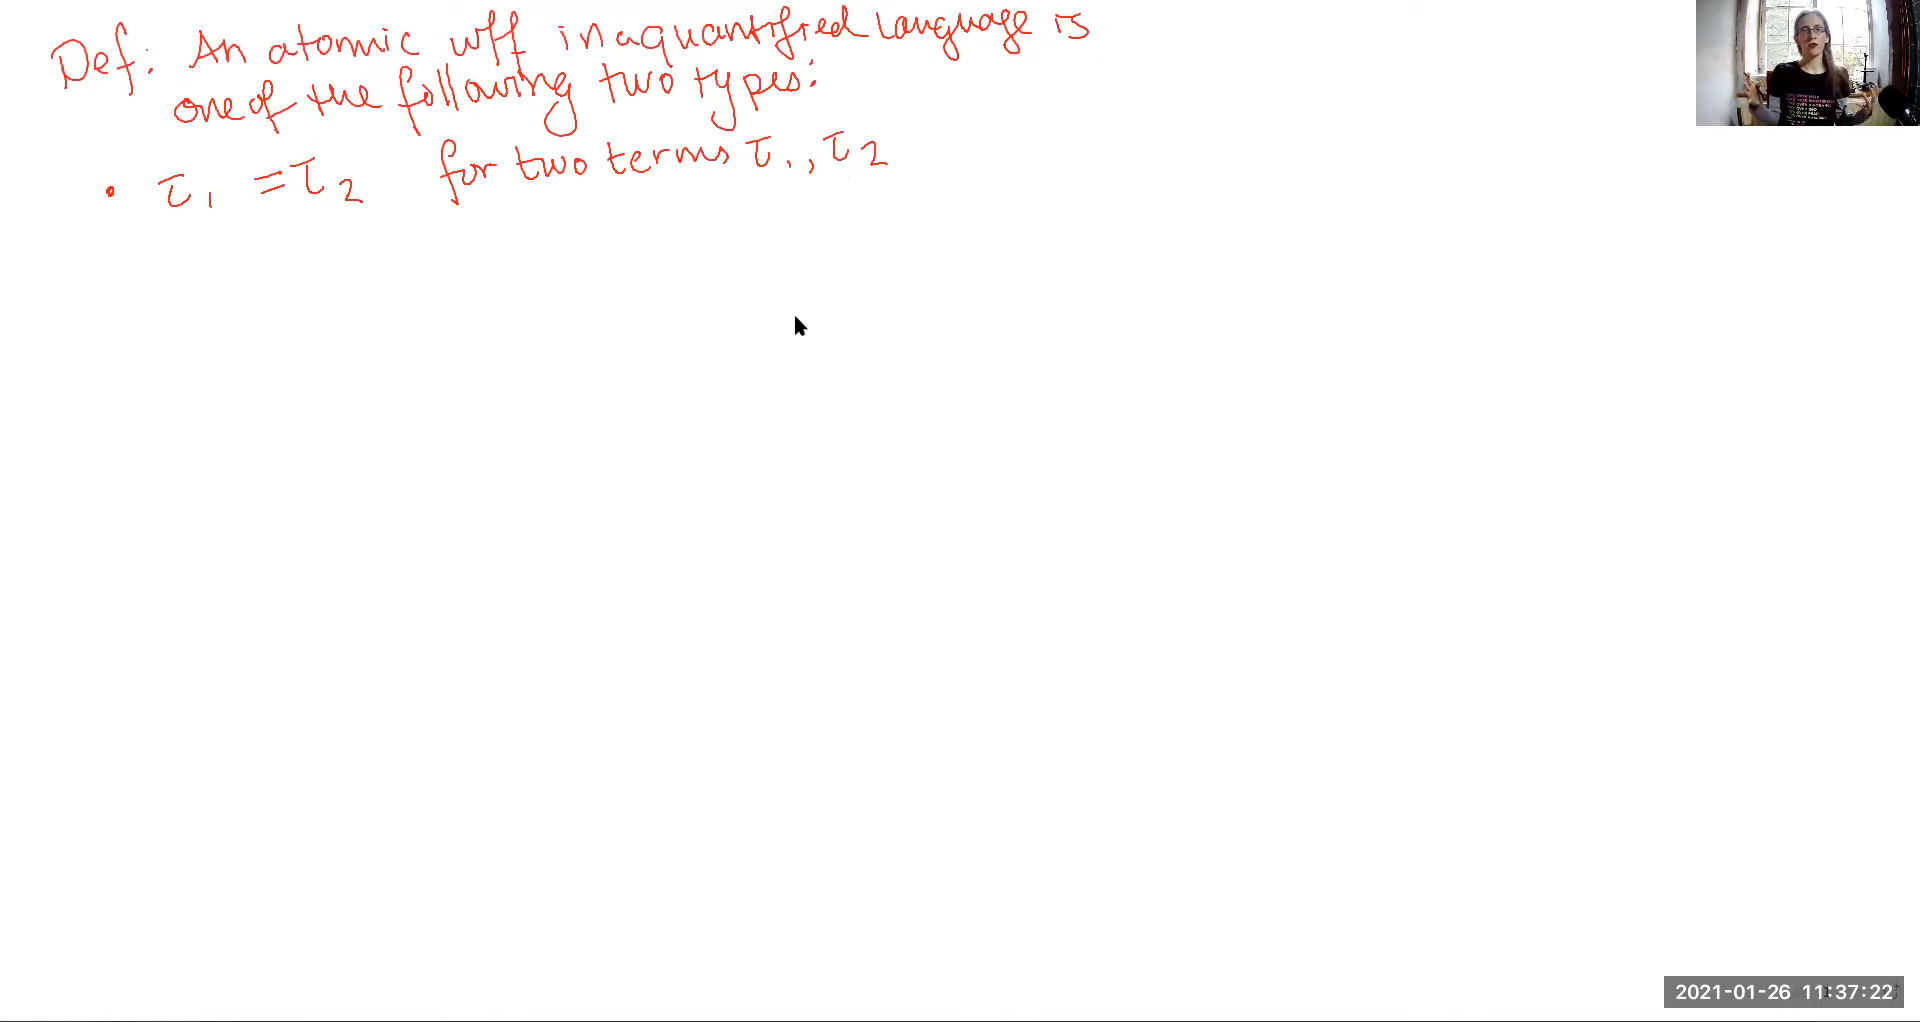 Def: An atomic wff in a quantified language is
one of the following two types:
• τ₁ = τ₂ for two terms τ₁, τ₂
2021-01-26 11:37:22